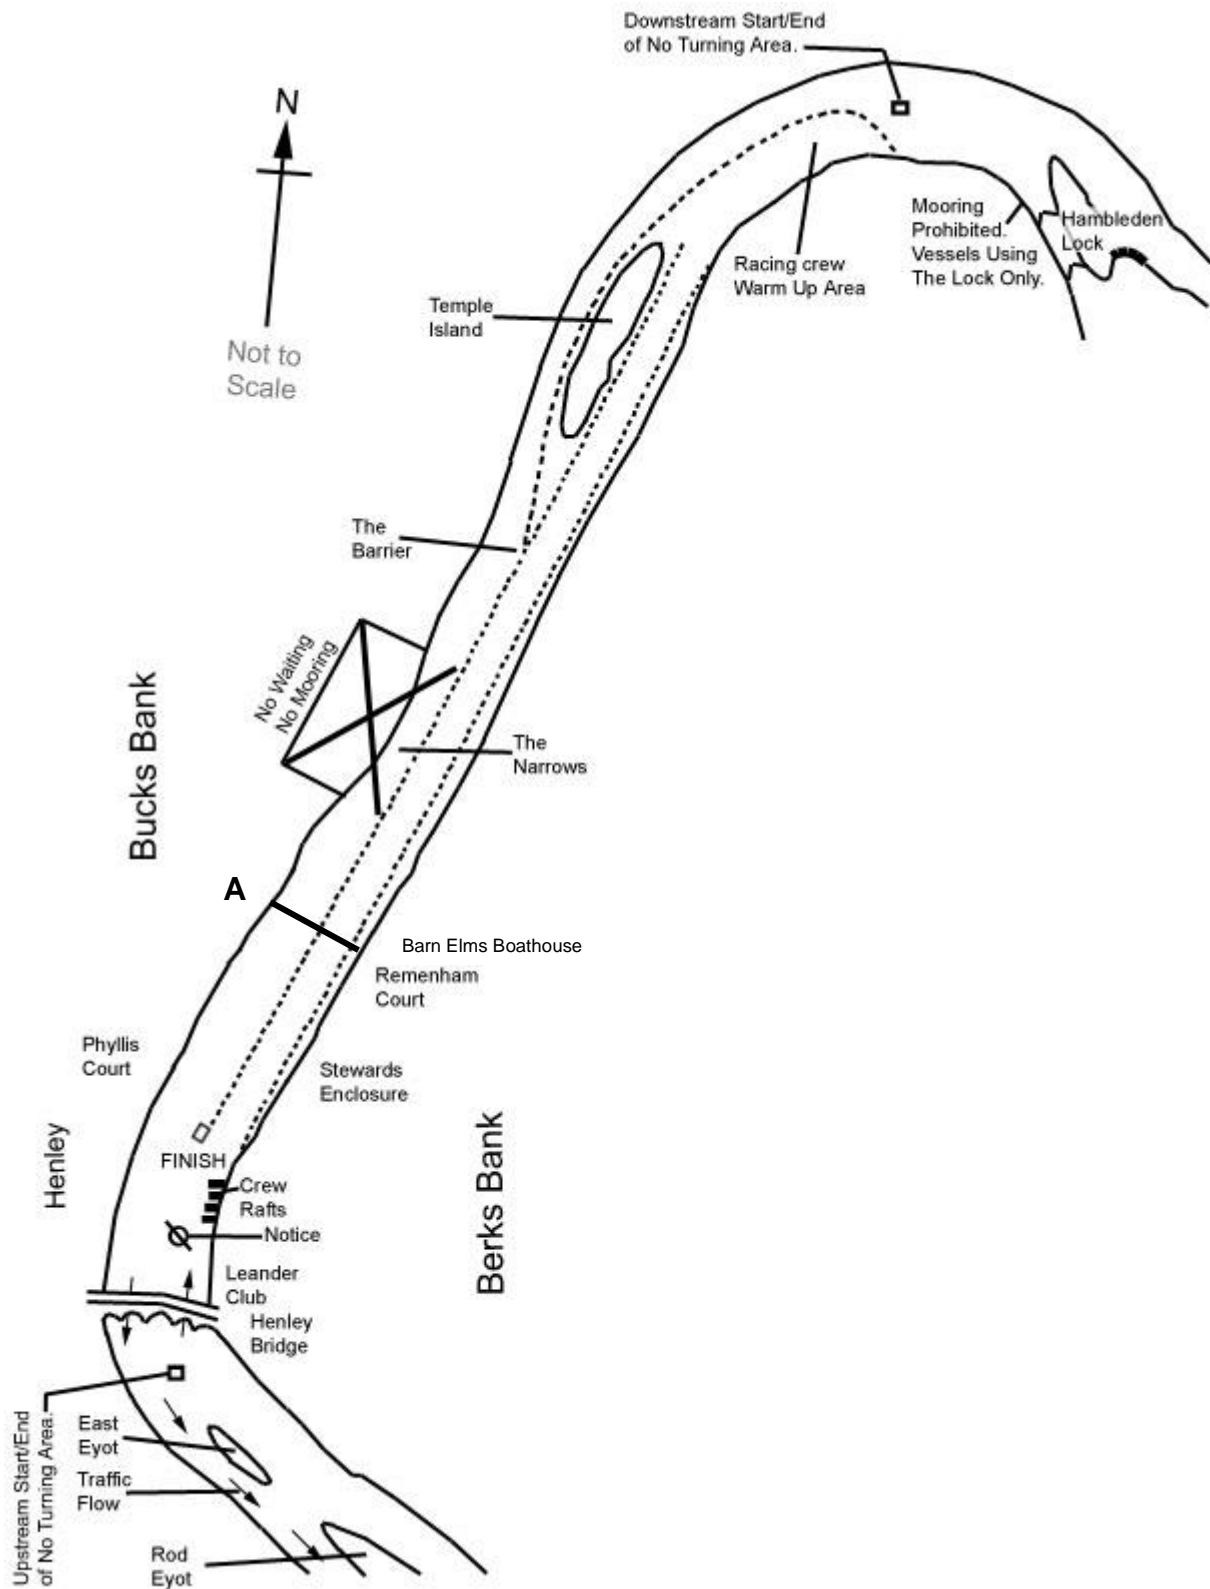 Downstream Start/End
of No Turning Area.
N
Not to
Scale
Mooring
Prohibited.
Vessels Using
The Lock Only.
Hambleden
Lock
Racing crew
Warm Up Area
Temple
Island
The
Barrier
No Waiting
No Mooring
Bucks Bank
The
Narrows
A
Barn Elms Boathouse
Remenham
Court
Phyllis
Court
Stewards
Enclosure
Henley
FINISH
Berks Bank
Crew
Rafts
Notice
Leander
Club
Henley
Bridge
Upstream Start/End
of No Turning Area.
East
Eyot
Traffic
Flow
Rod
Eyot